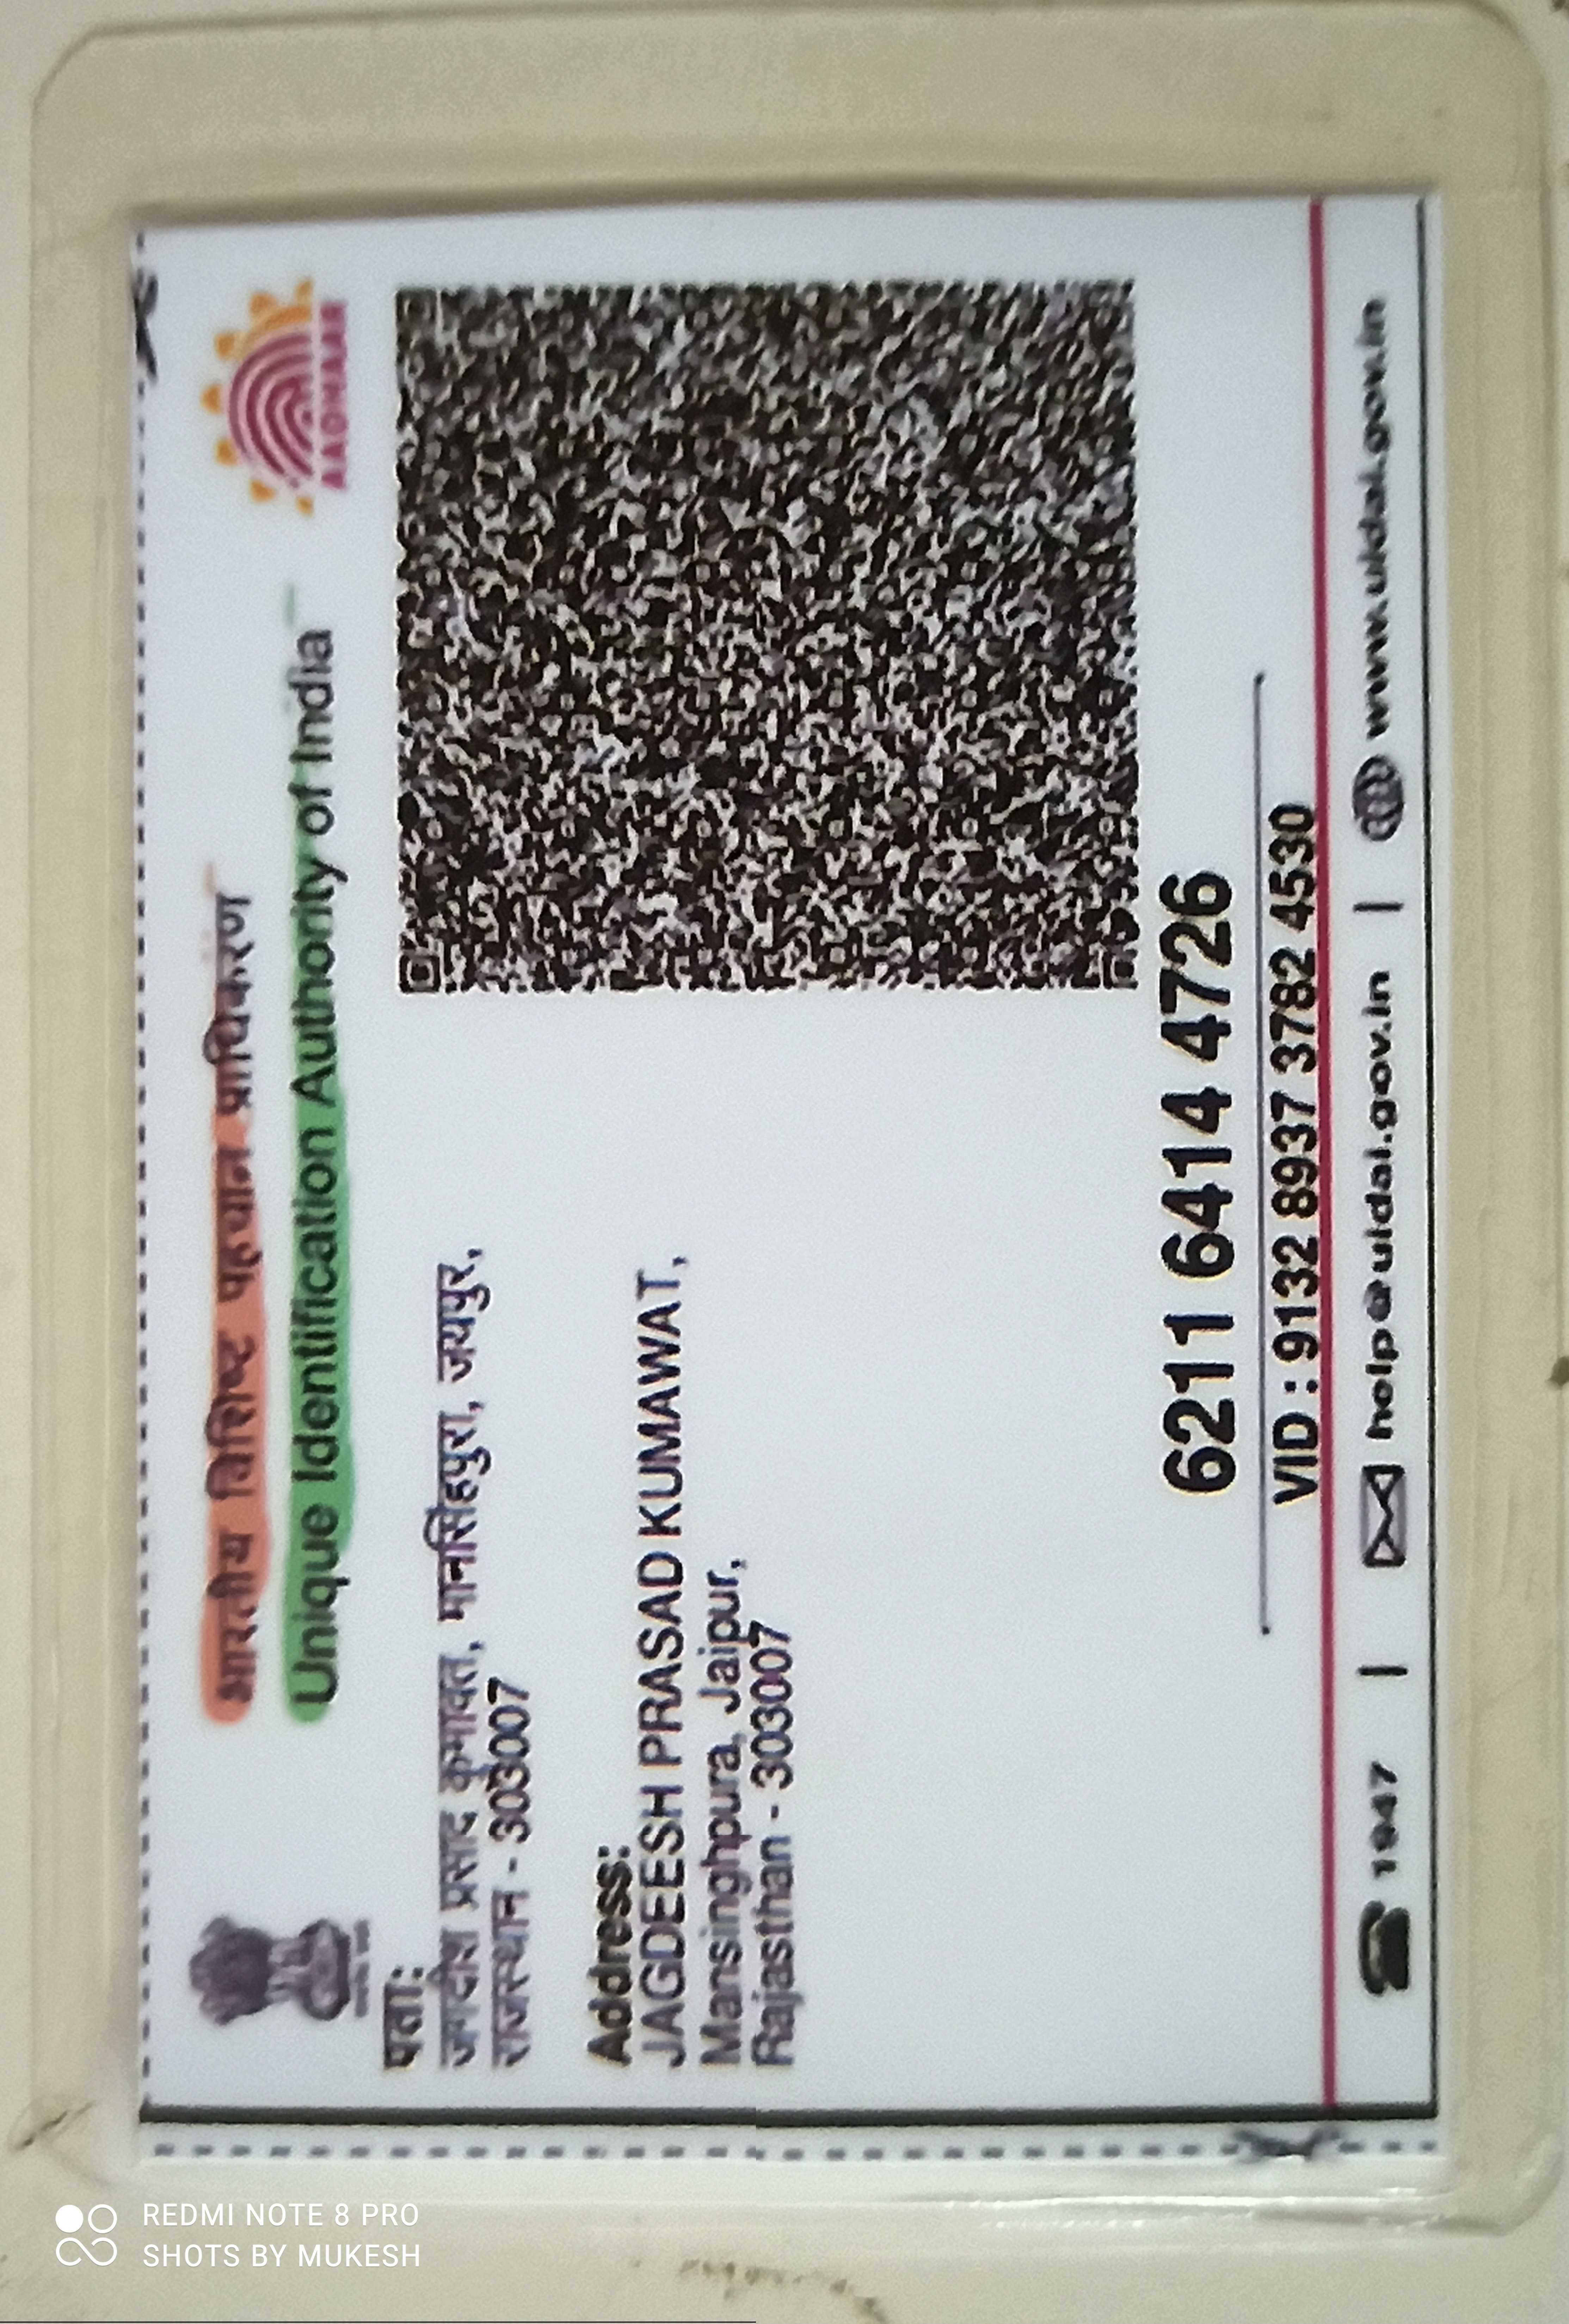 भारतीय विशिष्ट पहचान प्राधिकरण
Unique Identification Authority of India
AADHAAR
पता:
जगदीश प्रसाद कुमावत, मानसिंहपुरा, जयपुर,
राजस्थान - 303007
Address:
JAGDEESH PRASAD KUMAWAT,
Mansinghpura, Jaipur,
Rajasthan - 303007
6211 6414 4726
VID : 9132 8937 3782 4530
1947 | help@uidai.gov.in | www.uidai.gov.in
REDMI NOTE 8 PRO
SHOTS BY MUKESH